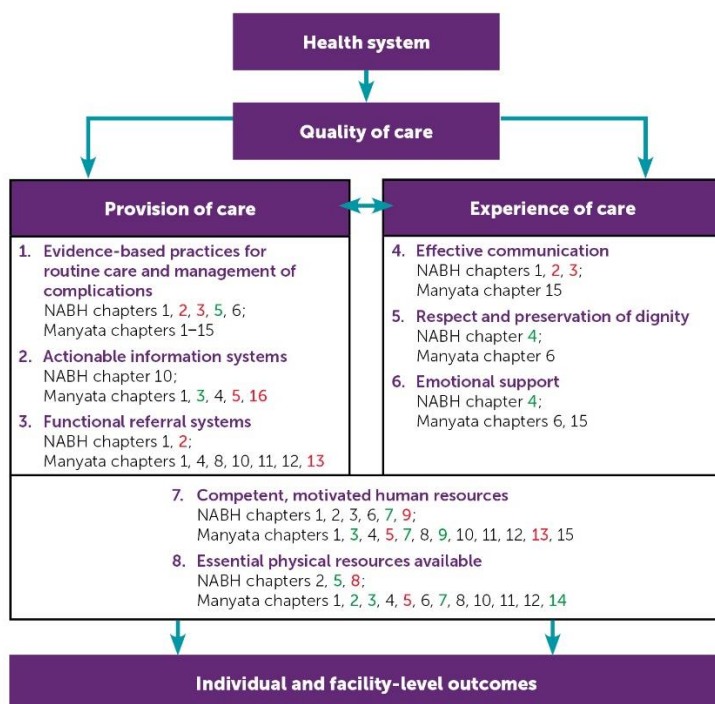 Health system
Quality of care
Provision of care
1. Evidence-based practices for
routine care and management of
complications
NABH chapters 1, 2, 3, 5, 6;
Manyata chapters 1–15
2. Actionable information systems
NABH chapter 10;
Manyata chapters 1, 3, 4, 5, 16
3. Functional referral systems
NABH chapters 1, 2;
Manyata chapters 1, 4, 8, 10, 11, 12, 13
Experience of care
4. Effective communication
NABH chapters 1, 2, 3;
Manyata chapter 15
5. Respect and preservation of dignity
NABH chapter 4;
Manyata chapter 6
6. Emotional support
NABH chapter 4;
Manyata chapters 6, 15
7. Competent, motivated human resources
NABH chapters 1, 2, 3, 6, 7, 9;
Manyata chapters 1, 3, 4, 5, 7, 8, 9, 10, 11, 12, 13, 15
8. Essential physical resources available
NABH chapters 2, 5, 8;
Manyata chapters 1, 2, 3, 4, 5, 6, 7, 8, 10, 11, 12, 14
Individual and facility-level outcomes